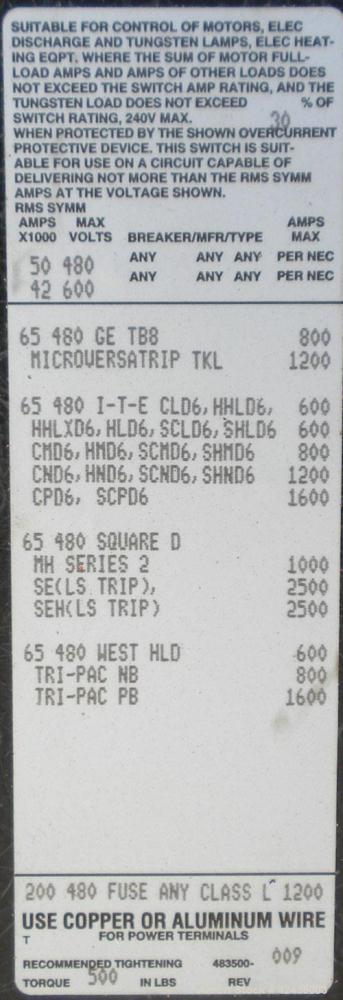 SUITABLE FOR CONTROL OF MOTORS, ELEC
DISCHARGE AND TUNGSTEN LAMPS, ELEC HEAT-
ING EQPT. WHERE THE SUM OF MOTOR FULL-
LOAD AMPS AND AMPS OF OTHER LOADS DOES
NOT EXCEED THE SWITCH AMP RATING, AND THE
TUNGSTEN LOAD DOES NOT EXCEED 30 % OF
SWITCH RATING, 240V MAX.
WHEN PROTECTED BY THE SHOWN OVERCURRENT
PROTECTIVE DEVICE. THIS SWITCH IS SUIT-
ABLE FOR USE ON A CIRCUIT CAPABLE OF
DELIVERING NOT MORE THAN THE RMS SYMM
AMPS AT THE VOLTAGE SHOWN.
RMS SYMM
AMPS MAX AMPS
X1000 VOLTS BREAKER/MFR/TYPE MAX
50 480 ANY ANY ANY PER NEC
42 600 ANY ANY ANY PER NEC
65 480 GE TB8 800
MICROVERSATRIP TKL 1200
65 480 I-T-E CLD6, HHLD6, 600
HHLXD6, HLD6, SCLD6, SHLD6 600
CMD6, HMD6, SCMD6, SHMD6 800
CND6, HND6, SCND6, SHND6 1200
CPD6, SCPD6 1600
65 480 SQUARE D
MH SERIES 2 1000
SE(LS TRIP), 2500
SEH(LS TRIP) 2500
65 480 WEST HLD 600
TRI-PAC NB 800
TRI-PAC PB 1600
200 480 FUSE ANY CLASS L 1200
USE COPPER OR ALUMINUM WIRE
T FOR POWER TERMINALS
RECOMMENDED TIGHTENING 483500- 009
TORQUE 500 IN LBS REV